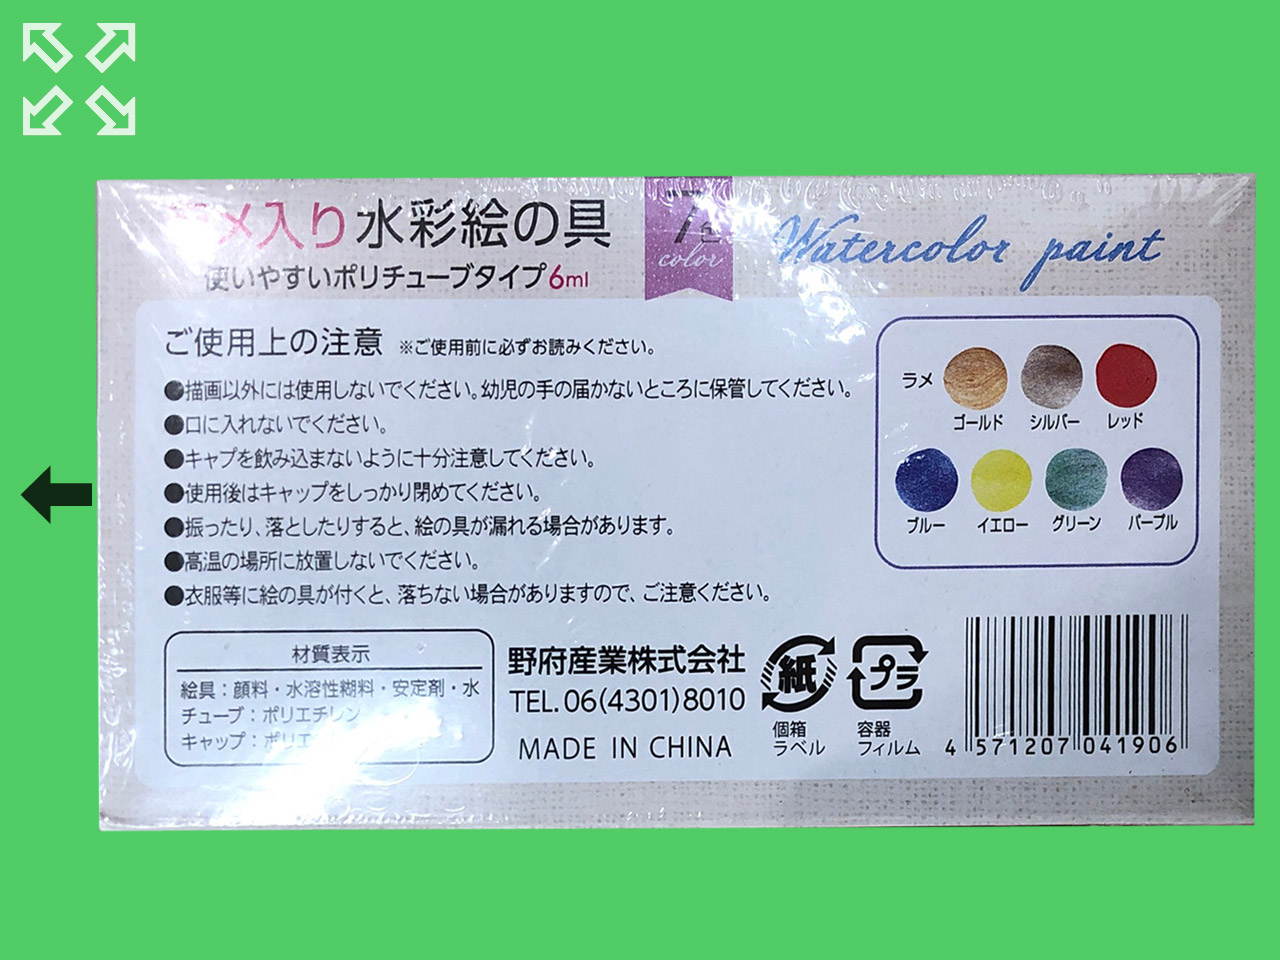 メ入り 水彩絵の具
使いやすいポリチューブタイプ 6ml
7色
color
Watercolor paint
ご使用上の注意 ※ご使用前に必ずお読みください。
●描画以外には使用しないでください。幼児の手の届かないところに保管してください。
●口に入れないでください。
●キャプを飲み込まないように十分注意してください。
●使用後はキャップをしっかり閉めてください。
●振ったり、落としたりすると、絵の具が漏れる場合があります。
●高温の場所に放置しないでください。
●衣服等に絵の具が付くと、落ちない場合がありますので、ご注意ください。
ラメ
ゴールド シルバー レッド
ブルー イエロー グリーン パープル
材質表示
絵具：顔料・水溶性糊料・安定剤・水
チューブ：ポリエチレン
キャップ：ポリエ
野府産業株式会社
TEL.06(4301)8010
MADE IN CHINA
紙
個箱
ラベル
プラ
容器
フィルム
4 571207 041906